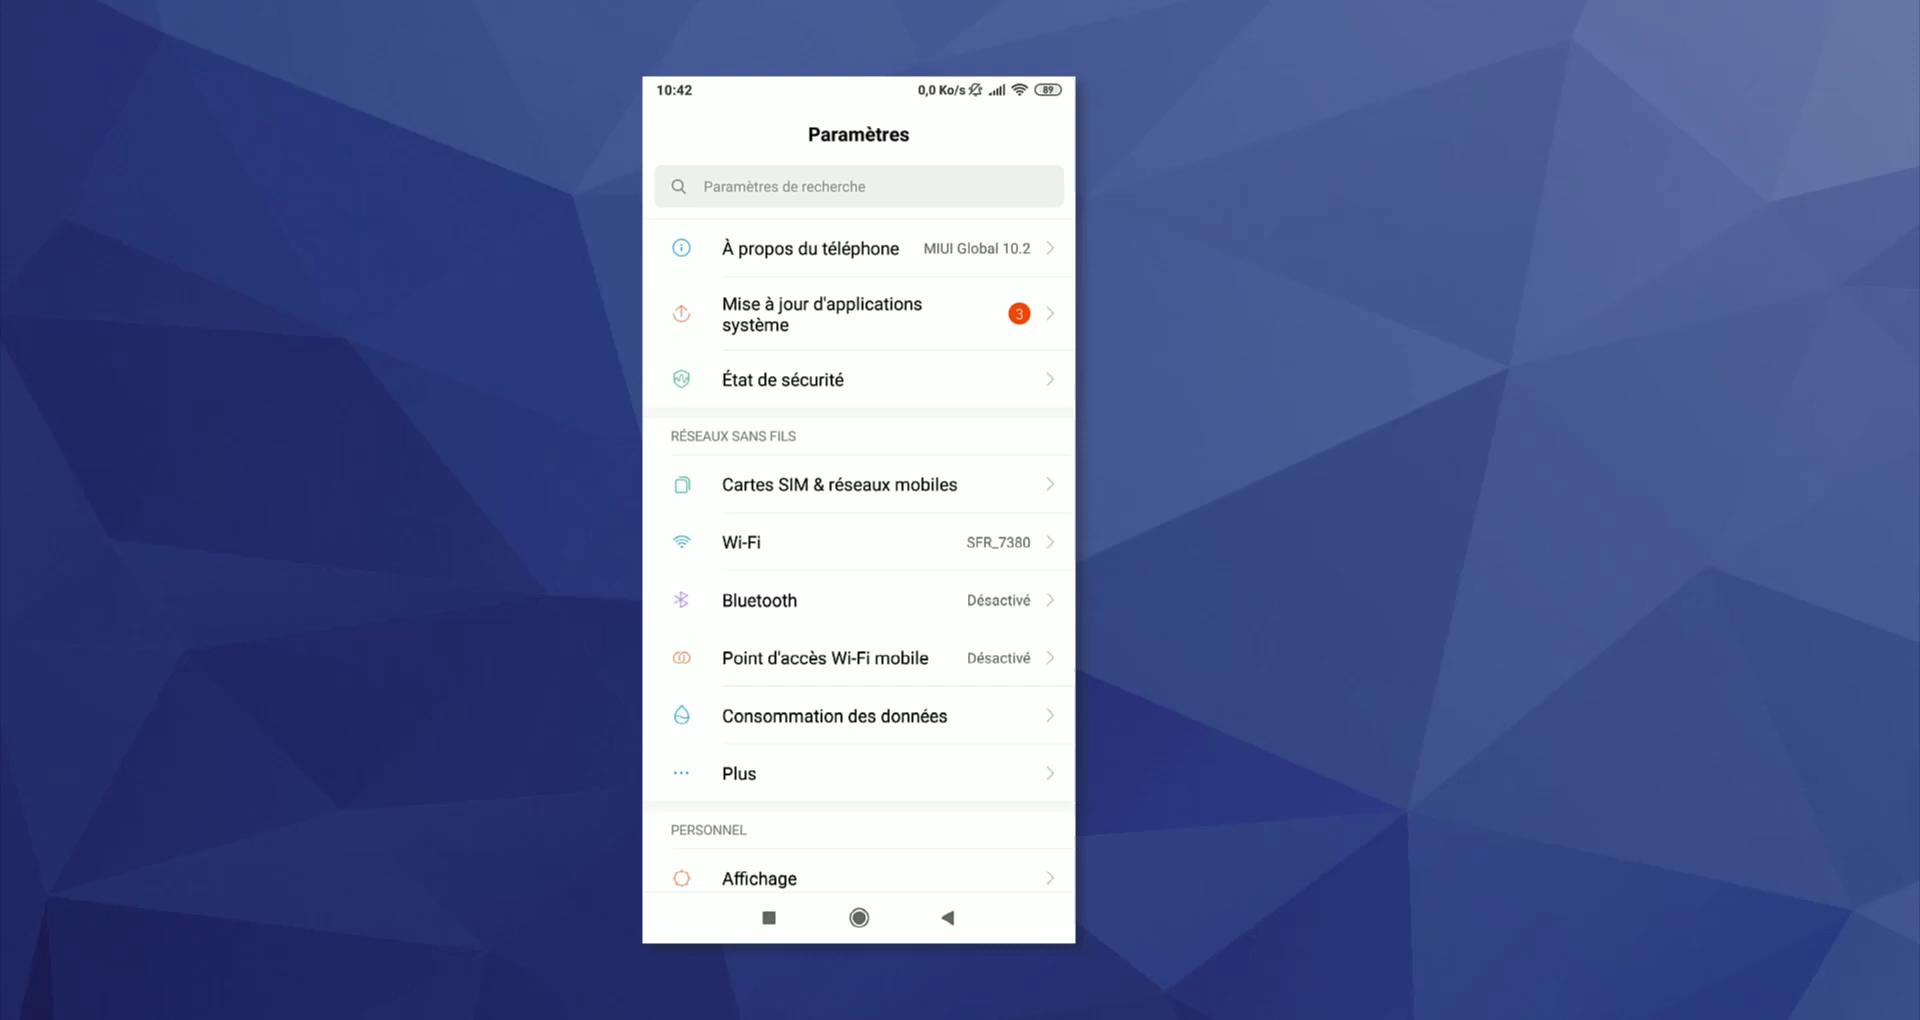 10:42 0,0 Ko/s 89
Paramètres
Paramètres de recherche
À propos du téléphone MIUI Global 10.2
Mise à jour d'applications
système 3
État de sécurité
RÉSEAUX SANS FILS
Cartes SIM & réseaux mobiles
Wi-Fi SFR_7380
Bluetooth Désactivé
Point d'accès Wi-Fi mobile Désactivé
Consommation des données
Plus
PERSONNEL
Affichage